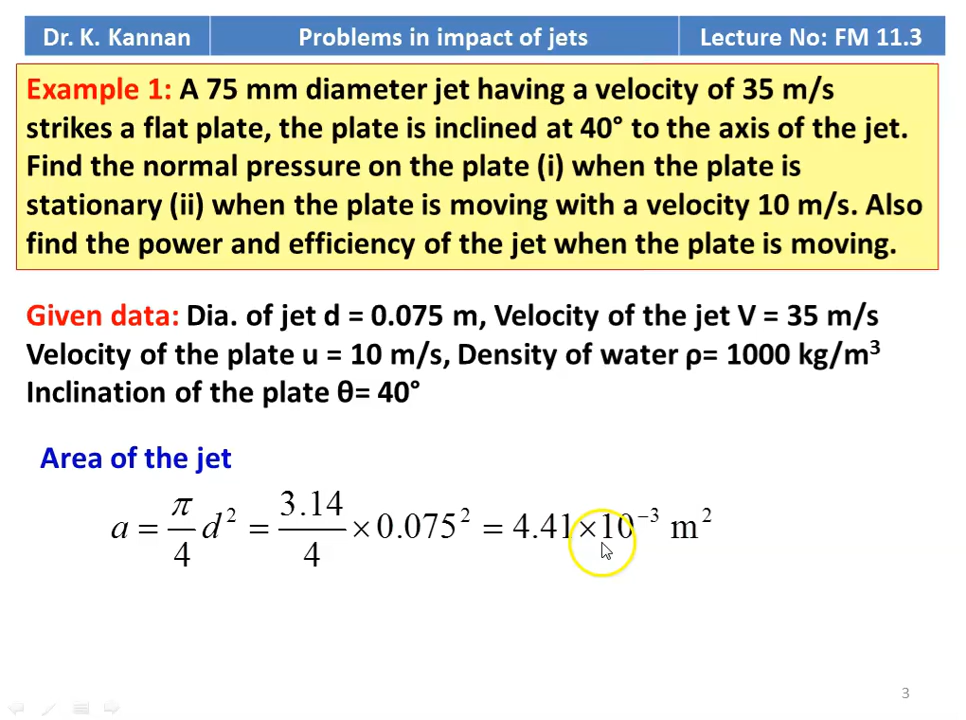 Dr. K. Kannan Problems in impact of jets Lecture No: FM 11.3
Example 1: A 75 mm diameter jet having a velocity of 35 m/s
strikes a flat plate, the plate is inclined at 40° to the axis of the jet.
Find the normal pressure on the plate (i) when the plate is
stationary (ii) when the plate is moving with a velocity 10 m/s. Also
find the power and efficiency of the jet when the plate is moving.
Given data: Dia. of jet d = 0.075 m, Velocity of the jet V = 35 m/s
Velocity of the plate u = 10 m/s, Density of water ρ= 1000 kg/m³
Inclination of the plate θ= 40°
Area of the jet
a = π/4 d² = 3.14/4 × 0.075² = 4.41×10⁻³ m²
3